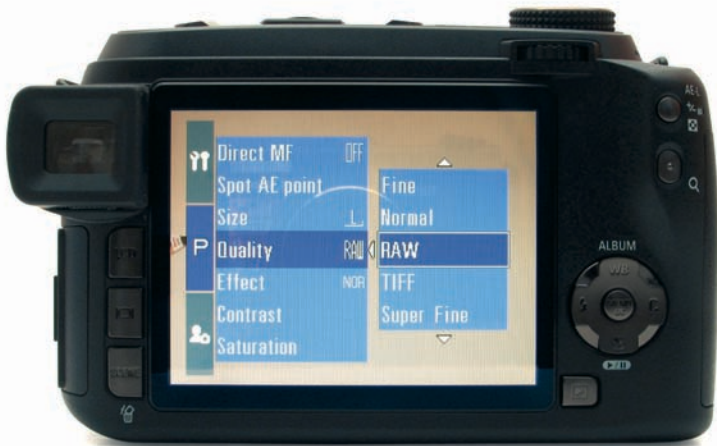 Direct MF OFF
Spot AE point
Size L
Quality RAW
Effect NOR
Contrast
Saturation
P
Fine
Normal
RAW
TIFF
Super Fine
AE-L
ALBUM
WB